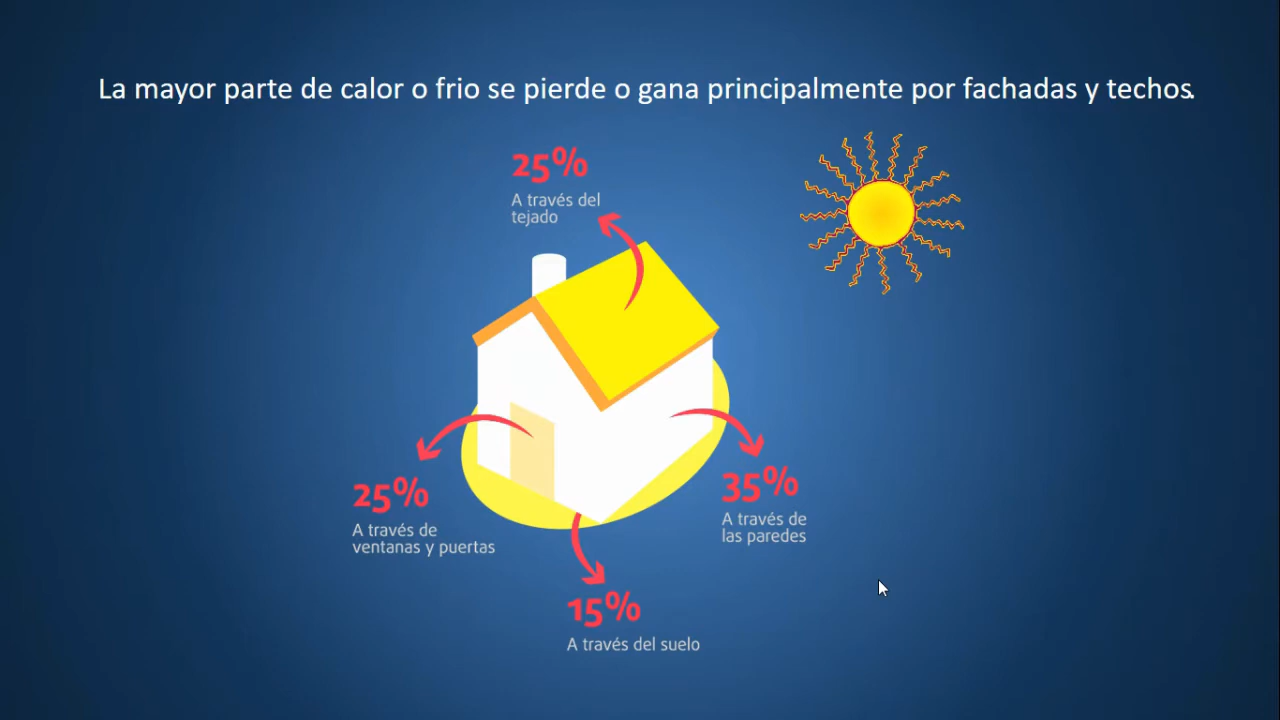 La mayor parte de calor o frio se pierde o gana principalmente por fachadas y techos.
25%
A través del
tejado
25%
A través de
ventanas y puertas
35%
A través de
las paredes
15%
A través del suelo